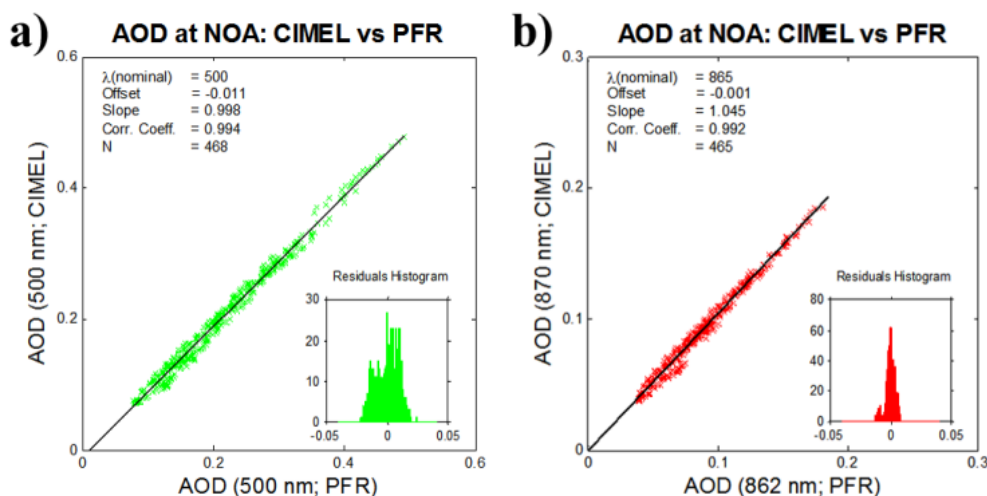 a)
AOD at NOA: CIMEL vs PFR
λ(nominal) = 500
Offset = -0.011
Slope = 0.998
Corr. Coeff. = 0.994
N = 468
AOD (500 nm; CIMEL)
0.6
0.4
0.2
0
0
0.2
0.4
0.6
AOD (500 nm; PFR)
Residuals Histogram
30
20
10
0
-0.05
0
0.05
b)
AOD at NOA: CIMEL vs PFR
λ(nominal) = 865
Offset = -0.001
Slope = 1.045
Corr. Coeff. = 0.992
N = 465
AOD (870 nm; CIMEL)
0.3
0.2
0.1
0
0
0.1
0.2
0.3
AOD (862 nm; PFR)
Residuals Histogram
80
60
40
20
0
-0.05
0
0.05